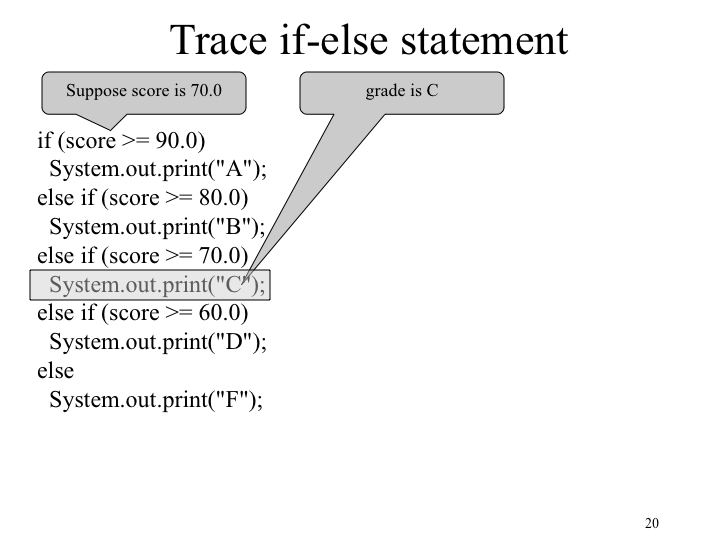 Trace if-else statement
Suppose score is 70.0
grade is C
if (score >= 90.0)
  System.out.print("A");
else if (score >= 80.0)
  System.out.print("B");
else if (score >= 70.0)
  System.out.print("C");
else if (score >= 60.0)
  System.out.print("D");
else
  System.out.print("F");
20